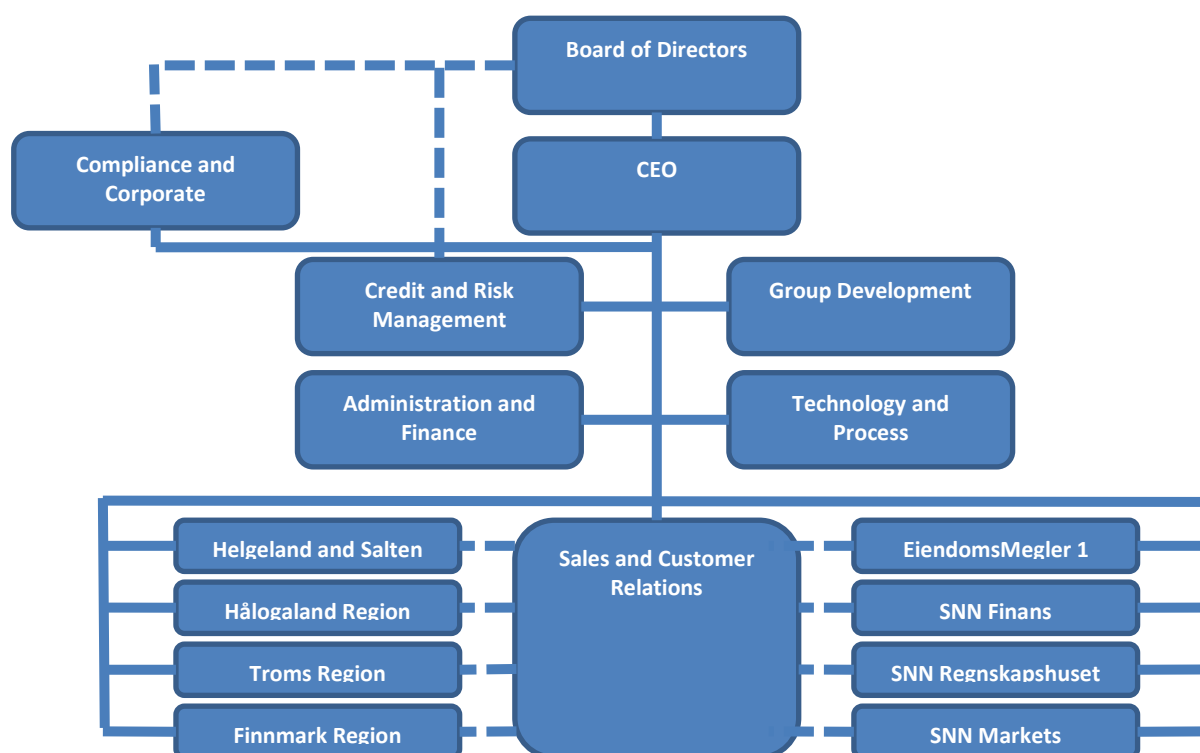 Board of Directors
Compliance and
Corporate
CEO
Credit and Risk
Management
Group Development
Administration and
Finance
Technology and
Process
Helgeland and Salten
Sales and Customer
Relations
EiendomsMegler 1
Hålogaland Region
SNN Finans
Troms Region
SNN Regnskapshuset
Finnmark Region
SNN Markets